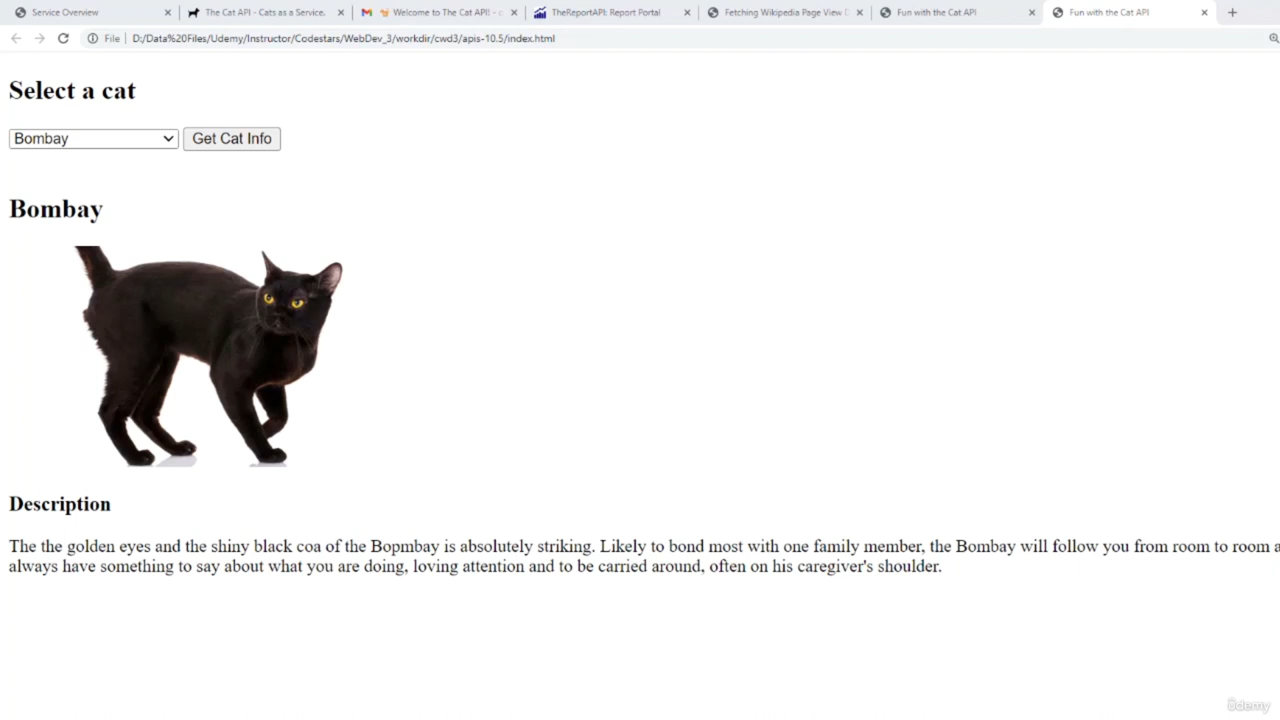 Service Overview
The Cat API - Cats as a Service.
Welcome to The Cat API! - c
TheReportAPI: Report Portal
Fetching Wikipedia Page View D
Fun with the Cat API
Fun with the Cat API
File | D:/Data%20Files/Udemy/Instructor/Codestars/WebDev_3/workdir/cwd3/apis-10.5/index.html
Select a cat
Bombay Get Cat Info
Bombay
Description
The the golden eyes and the shiny black coa of the Bopmbay is absolutely striking. Likely to bond most with one family member, the Bombay will follow you from room to room a
always have something to say about what you are doing, loving attention and to be carried around, often on his caregiver's shoulder.
ûdemy